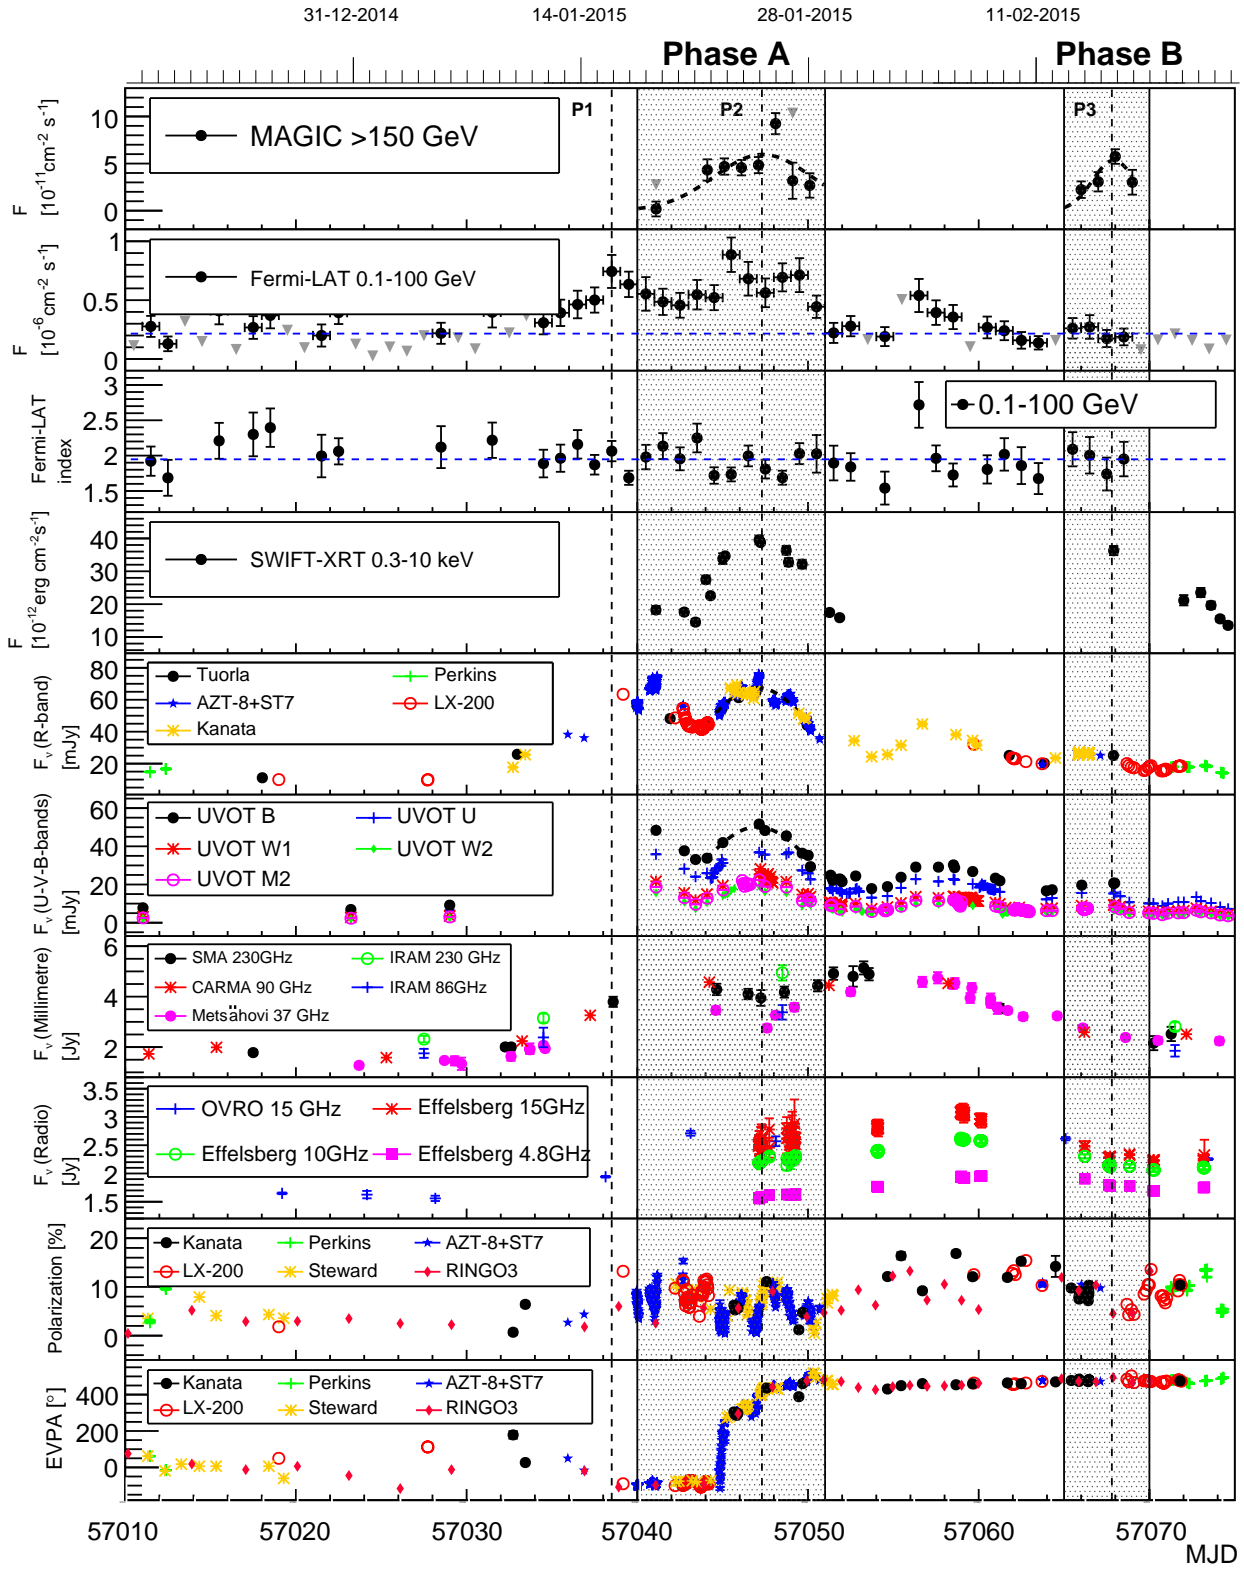 31-12-2014 14-01-2015 28-01-2015 11-02-2015
Phase A Phase B
F
[10⁻¹¹cm⁻² s⁻¹]
10
5
0
MAGIC >150 GeV
P1 P2 P3
F
[10⁻⁶cm⁻² s⁻¹]
1
0.5
0
Fermi-LAT 0.1-100 GeV
Fermi-LAT
index
3
2.5
2
1.5
0.1-100 GeV
F
[10⁻¹²erg cm⁻²s⁻¹]
40
30
20
10
SWIFT-XRT 0.3-10 keV
Fᵥ (R-band)
[mJy]
80
60
40
20
Tuorla Perkins
AZT-8+ST7 LX-200
Kanata
Fᵥ (U-V-B-bands)
[mJy]
60
40
20
0
UVOT B UVOT U
UVOT W1 UVOT W2
UVOT M2
Fᵥ (Millimetre)
[Jy]
6
4
2
SMA 230GHz IRAM 230 GHz
CARMA 90 GHz IRAM 86GHz
Metsähovi 37 GHz
Fᵥ (Radio)
[Jy]
3.5
3
2.5
2
1.5
OVRO 15 GHz Effelsberg 15GHz
Effelsberg 10GHz Effelsberg 4.8GHz
Polarization [%]
20
10
0
Kanata Perkins AZT-8+ST7
LX-200 Steward RINGO3
EVPA [°]
400
200
0
Kanata Perkins AZT-8+ST7
LX-200 Steward RINGO3
57010 57020 57030 57040 57050 57060 57070
MJD